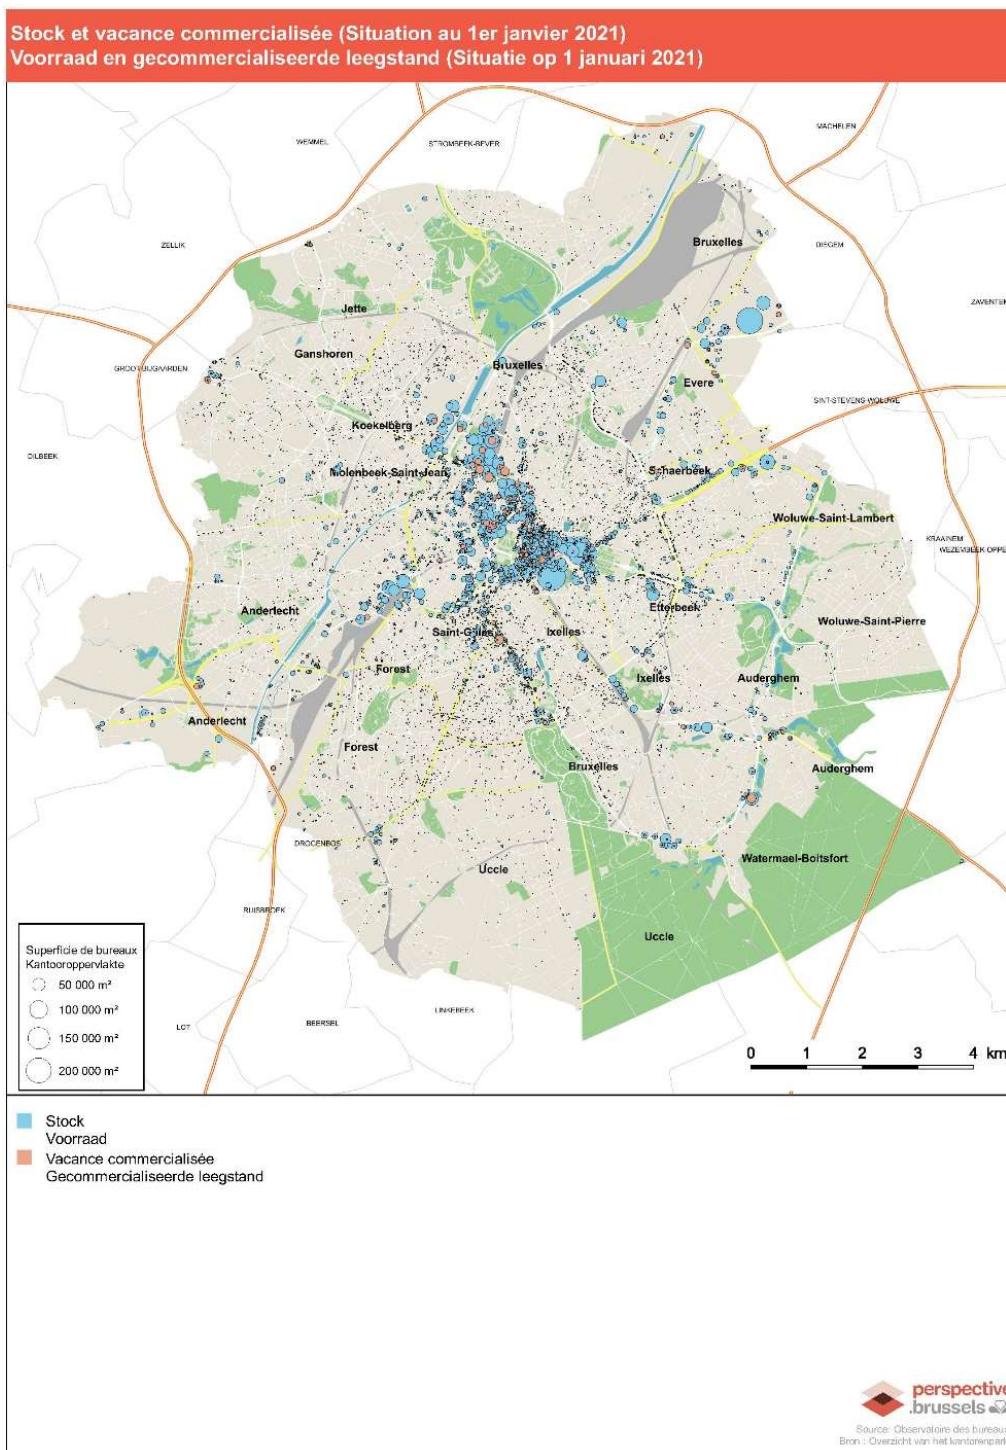 Stock et vacance commercialisée (Situation au 1er janvier 2021)
Voorraad en gecommercialiseerde leegstand (Situatie op 1 januari 2021)
MACHELEN
WEMMEL
STROMBEEK-BEVER
Bruxelles
DIEGEM
ZELLIK
ZAVENTEM
Jette
Ganshoren
Bruxelles
GROOT-BIJGAARDEN
Evere
SINT-STEVENS-WOLUWE
Koekelberg
DILBEEK
Molenbeek-Saint-Jean
Schaerbeek
Woluwe-Saint-Lambert
KRAAINEM
WEZEMBEEK-OPPE
Anderlecht
Etterbeek
Woluwe-Saint-Pierre
Saint-Gilles
Ixelles
Forest
Ixelles
Auderghem
Anderlecht
Forest
Bruxelles
Auderghem
DROGENBOS
Watermael-Boitsfort
Uccle
RUISBROEK
Uccle
Superficie de bureaux
Kantooroppervlakte
50 000 m²
100 000 m²
150 000 m²
200 000 m²
LINKEBEEK
LOT
BEERSEL
0 1 2 3 4 km
Stock
Voorraad
Vacance commercialisée
Gecommercialiseerde leegstand
perspective
.brussels
Source: Observatoire des bureaux
Bron : Overzicht van het kantorenpark